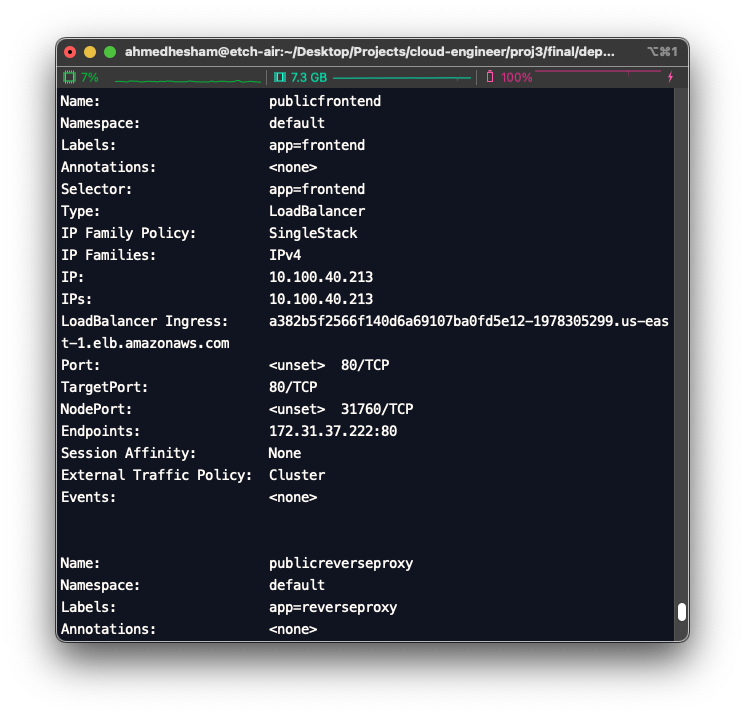 ahmedhesham@etch-air:~/Desktop/Projects/cloud-engineer/proj3/final/dep... ⌥⌘1
7% 7.3 GB 100%
Name: publicfrontend
Namespace: default
Labels: app=frontend
Annotations: <none>
Selector: app=frontend
Type: LoadBalancer
IP Family Policy: SingleStack
IP Families: IPv4
IP: 10.100.40.213
IPs: 10.100.40.213
LoadBalancer Ingress: a382b5f2566f140d6a69107ba0fd5e12-1978305299.us-eas
t-1.elb.amazonaws.com
Port: <unset> 80/TCP
TargetPort: 80/TCP
NodePort: <unset> 31760/TCP
Endpoints: 172.31.37.222:80
Session Affinity: None
External Traffic Policy: Cluster
Events: <none>
Name: publicreverseproxy
Namespace: default
Labels: app=reverseproxy
Annotations: <none>